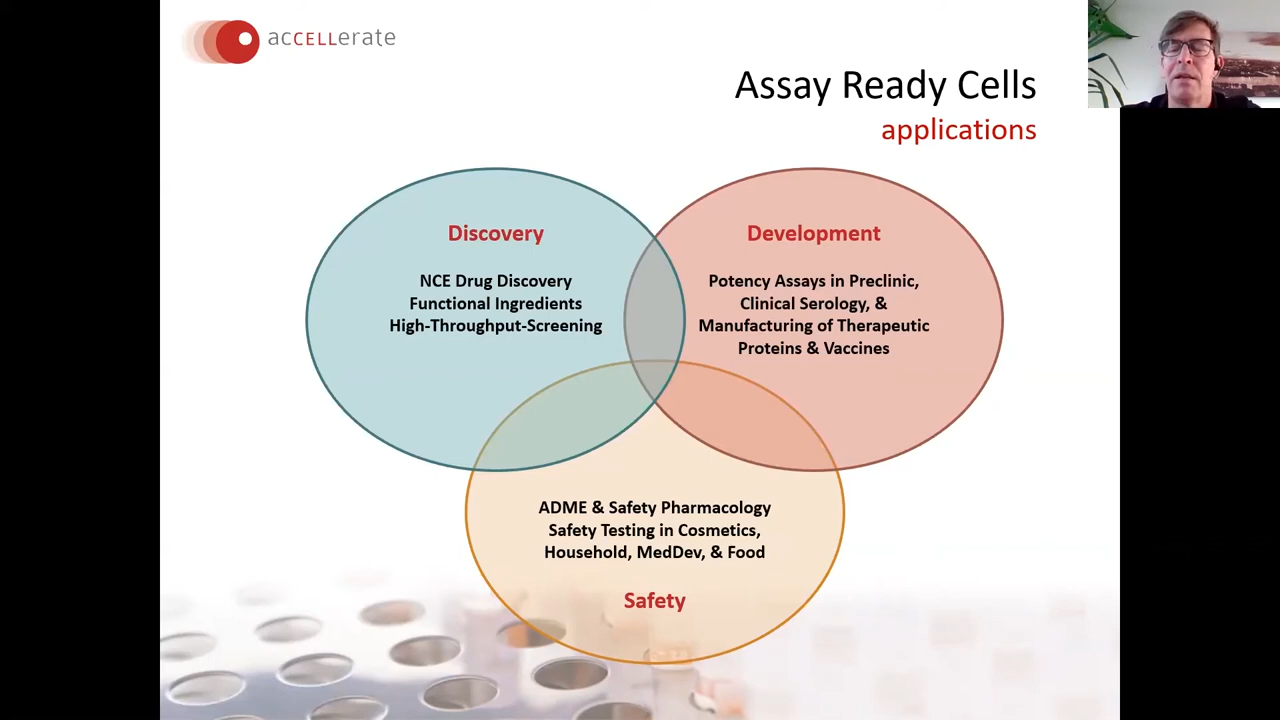 accELLerate
Assay Ready Cells
applications
Discovery
NCE Drug Discovery
Functional Ingredients
High-Throughput-Screening
Development
Potency Assays in Preclinic,
Clinical Serology, &
Manufacturing of Therapeutic
Proteins & Vaccines
ADME & Safety Pharmacology
Safety Testing in Cosmetics,
Household, MedDev, & Food
Safety